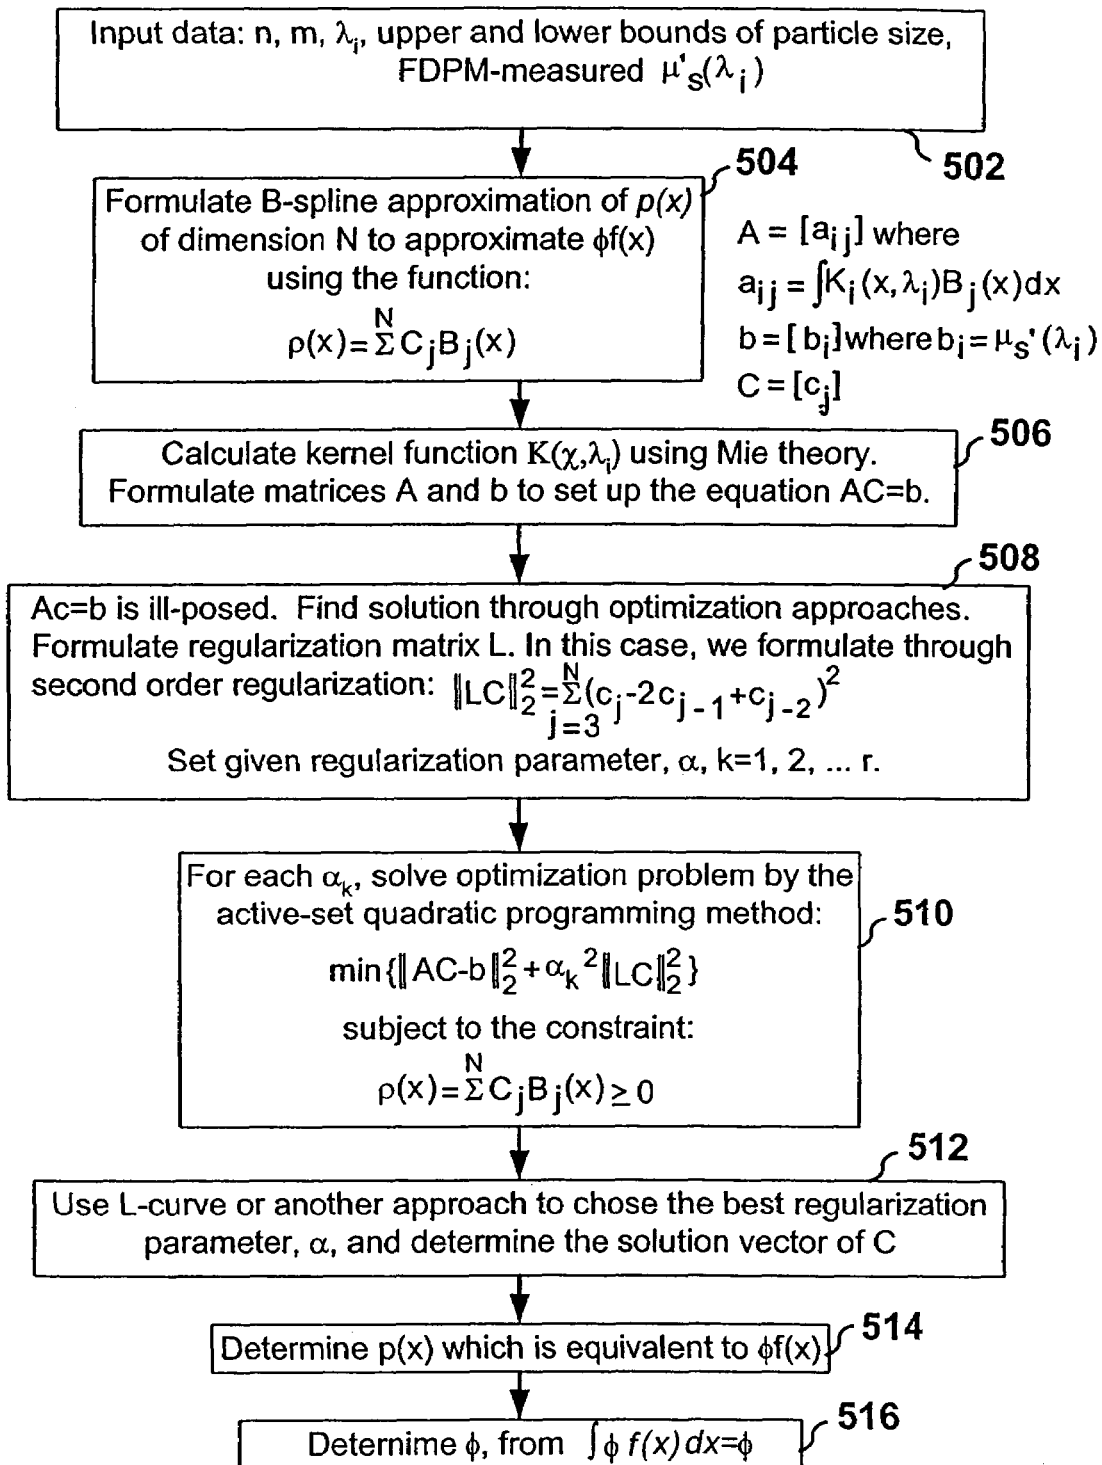 Input data: n, m, λi, upper and lower bounds of particle size,
FDPM-measured μ's(λi)
502
504
Formulate B-spline approximation of p(x)
of dimension N to approximate ϕf(x)
using the function:
N
ρ(x)=ΣCjBj(x)
A = [aij] where
aij = ∫Ki(x,λi)Bj(x)dx
b=[bi]where bi=μs'(λi)
C=[cj]
506
Calculate kernel function K(χ,λi) using Mie theory.
Formulate matrices A and b to set up the equation AC=b.
508
Ac=b is ill-posed. Find solution through optimization approaches.
Formulate regularization matrix L. In this case, we formulate through
second order regularization: ‖LC‖₂²=Σ(cj-2cj-1+cj-2)²
N
j=3
Set given regularization parameter, α, k=1, 2, ... r.
510
For each αk, solve optimization problem by the
active-set quadratic programming method:
min{‖AC-b‖₂²+αk²‖LC‖₂²}
subject to the constraint:
N
ρ(x)=ΣCjBj(x)≥0
512
Use L-curve or another approach to chose the best regularization
parameter, α, and determine the solution vector of C
514
Determine p(x) which is equivalent to ϕf(x)
516
Deternime ϕ, from ∫ϕ f(x) dx=ϕ